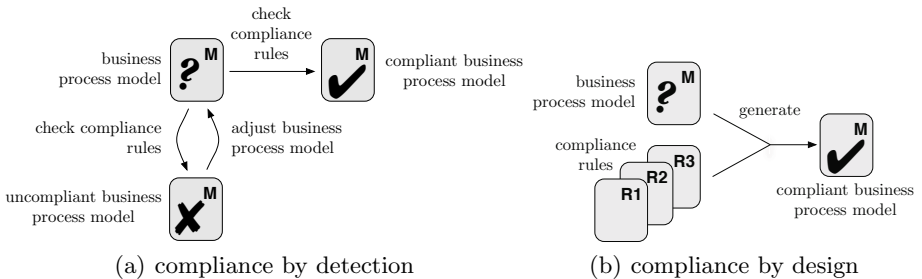 check
compliance
rules
business
process model
?
M
M
compliant business
process model
check compliance
rules
adjust business
process model
uncompliant business
process model
M
(a) compliance by detection
business
process model
?
M
generate
compliance
rules
R1
R2
R3
M
compliant business
process model
(b) compliance by design